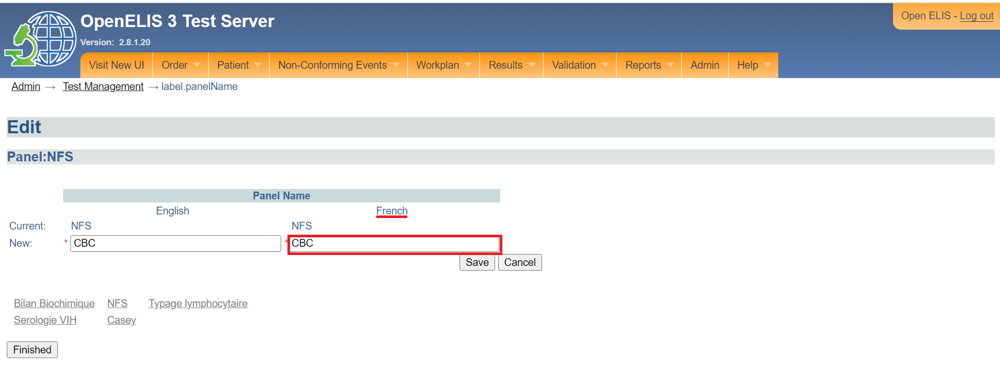 OpenELIS 3 Test Server
Open ELIS - Log out
Version: 2.8.1.20
Visit New UI Order Patient Non-Conforming Events Workplan Results Validation Reports Admin Help
Admin → Test Management → label.panelName
Edit
Panel:NFS
Panel Name
English French
Current: NFS NFS
New: * CBC * CBC
Save Cancel
Bilan Biochimique NFS Typage lymphocytaire
Serologie VIH Casey
Finished